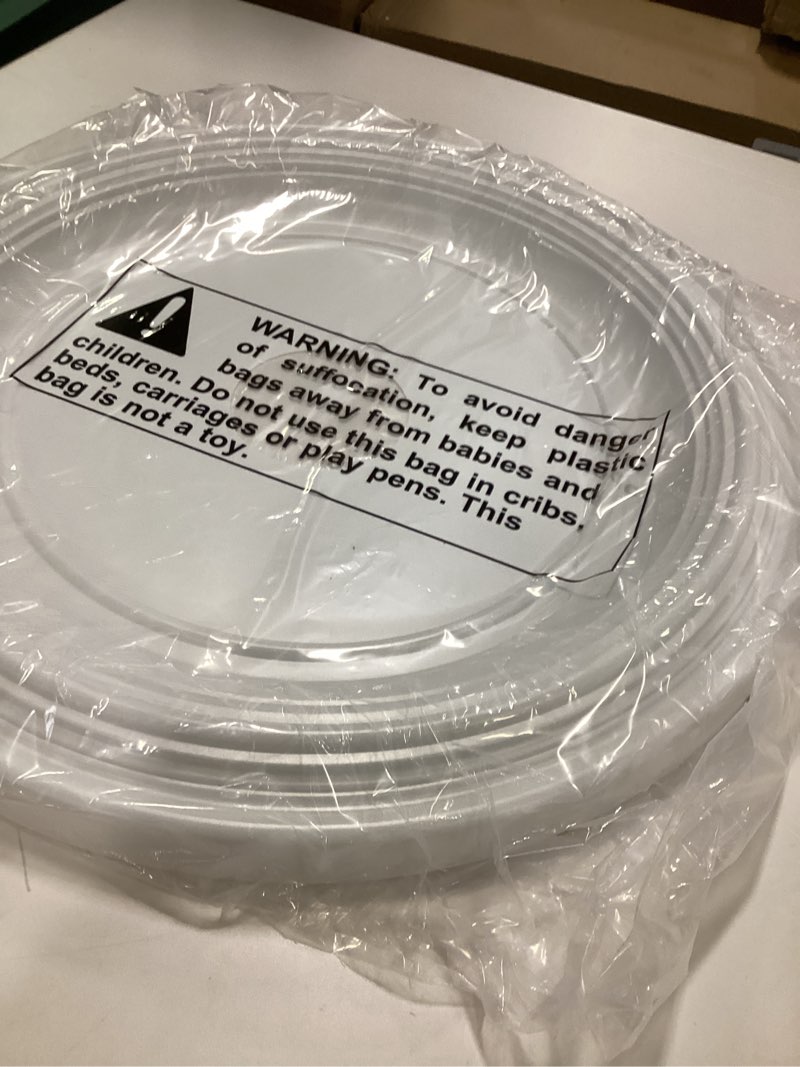 WARNING: To avoid danger
of suffocation, keep plastic
bags away from babies and
children. Do not use this bag in cribs,
beds, carriages or play pens. This
bag is not a toy.